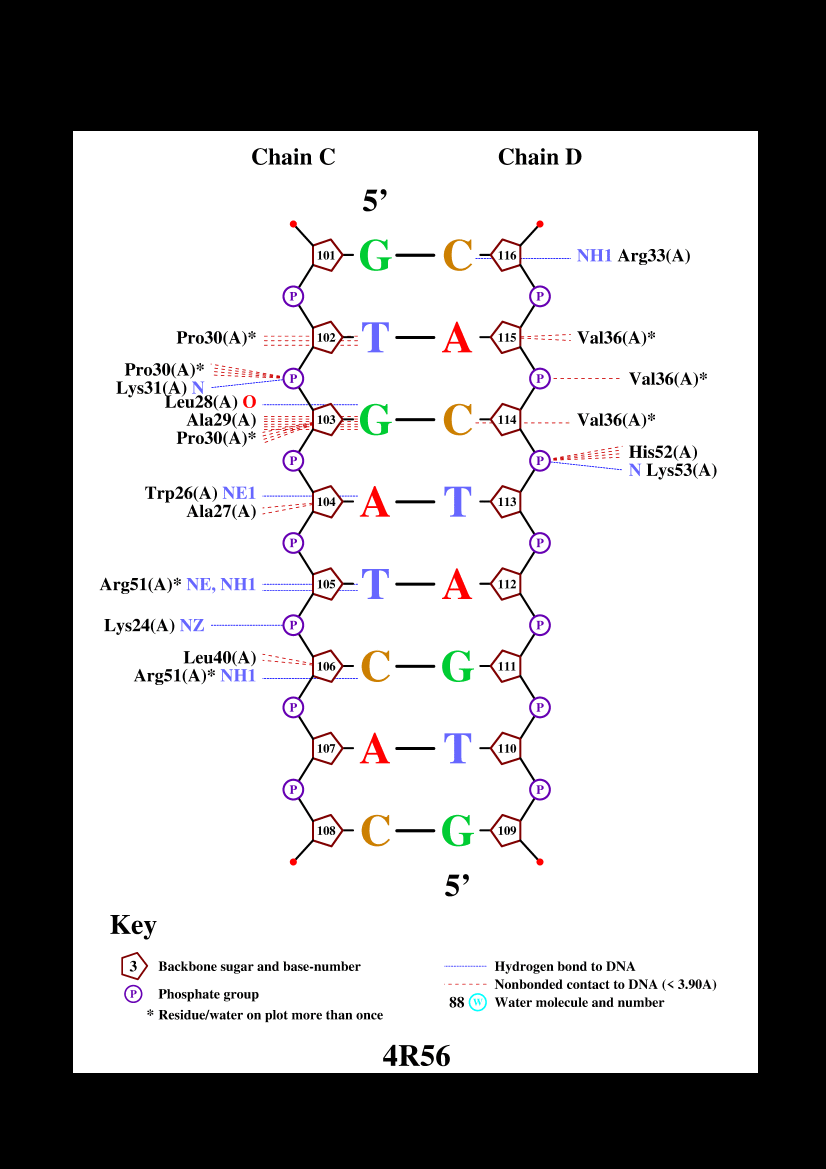 Chain C Chain D
5’
101 G C 116 NH1 Arg33(A)
P P
Pro30(A)* 102 T A 115 Val36(A)*
Pro30(A)*
P P Val36(A)*
Lys31(A) N
Leu28(A) O
Ala29(A) 103 G C 114 Val36(A)*
Pro30(A)*
His52(A)
P P
N Lys53(A)
Trp26(A) NE1
104 A T 113
Ala27(A)
P P
Arg51(A)* NE, NH1 105 T A 112
Lys24(A) NZ P P
Leu40(A)
106 C G 111
Arg51(A)* NH1
P P
107 A T 110
P P
108 C G 109
5’
Key
3 Backbone sugar and base-number
P Phosphate group
* Residue/water on plot more than once
Hydrogen bond to DNA
Nonbonded contact to DNA (< 3.90A)
88 W Water molecule and number
4R56